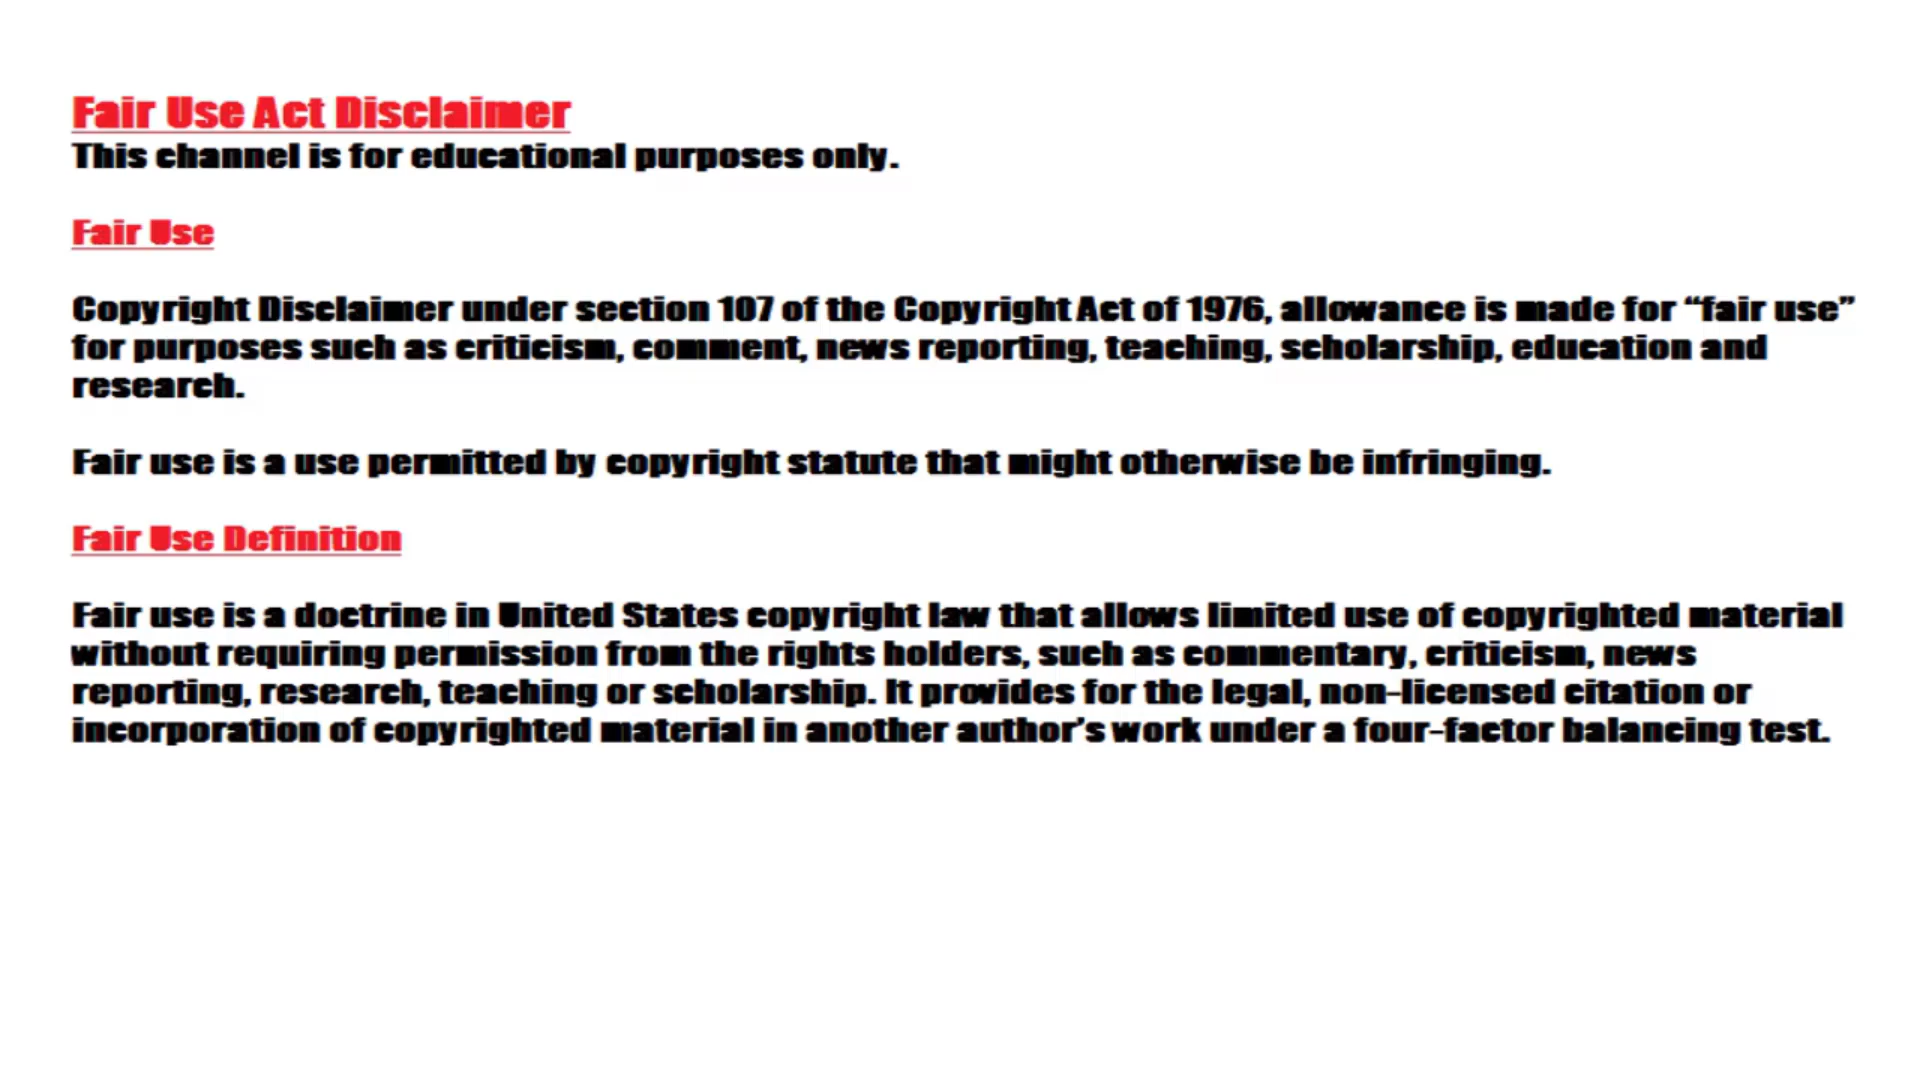 Fair Use Act Disclaimer
This channel is for educational purposes only.
Fair Use
Copyright Disclaimer under section 107 of the Copyright Act of 1976, allowance is made for “fair use”
for purposes such as criticism, comment, news reporting, teaching, scholarship, education and
research.
Fair use is a use permitted by copyright statute that might otherwise be infringing.
Fair Use Definition
Fair use is a doctrine in United States copyright law that allows limited use of copyrighted material
without requiring permission from the rights holders, such as commentary, criticism, news
reporting, research, teaching or scholarship. It provides for the legal, non-licensed citation or
incorporation of copyrighted material in another author’s work under a four-factor balancing test.